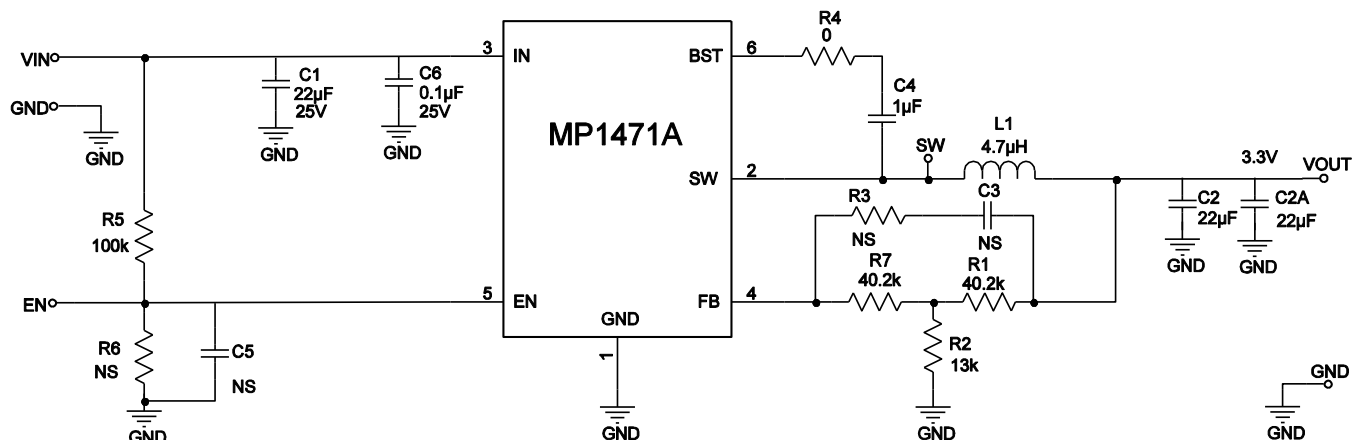 VIN
GND
GND
C1
22µF
25V
GND
C6
0.1µF
25V
GND
3
IN
MP1471A
BST
6
R4
0
C4
1µF
SW
2
SW
L1
4.7µH
3.3V
VOUT
C2
22µF
GND
C2A
22µF
GND
R3
NS
C3
NS
R5
100k
R7
40.2k
R1
40.2k
EN
5
EN
FB
4
GND
1
GND
R6
NS
C5
NS
GND
R2
13k
GND
GND
GND